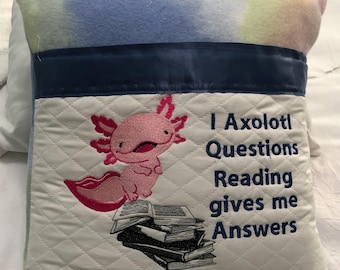 I Axolotl
Questions
Reading
gives me
Answers